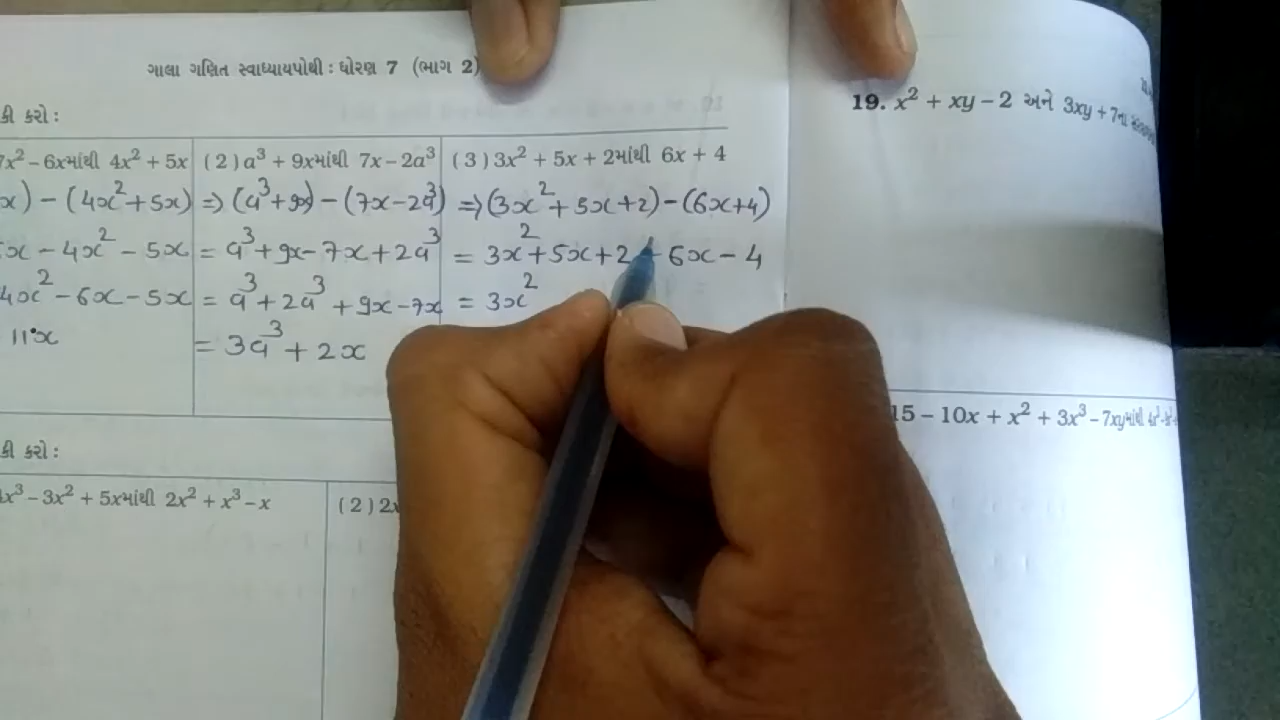 ગાલા ગણિત સ્વાધ્યાયપોથી : ધોરણ 7 (ભાગ 2)
કરો :
7x² – 6xમાંથી 4x² + 5x
x) - (4x²+5x)
x - 4x² - 5x
4x² - 6x - 5x
11x
(2) a³ + 9xમાંથી 7x – 2a³
⇒ (a³+9x) - (7x-2a³)
= a³+9x-7x+2a³
= a³+2a³+9x-7x
= 3a³+2x
(3) 3x² + 5x + 2માંથી 6x + 4
⇒ (3x²+5x+2)-(6x+4)
= 3x²+5x+2-6x-4
= 3x²
કરો :
x³ – 3x² + 5xમાંથી 2x² + x³ – x
(2) 2x
19. x² + xy – 2 અને 3xy + 7ના
15 – 10x + x² + 3x³ – 7xyમાંથી